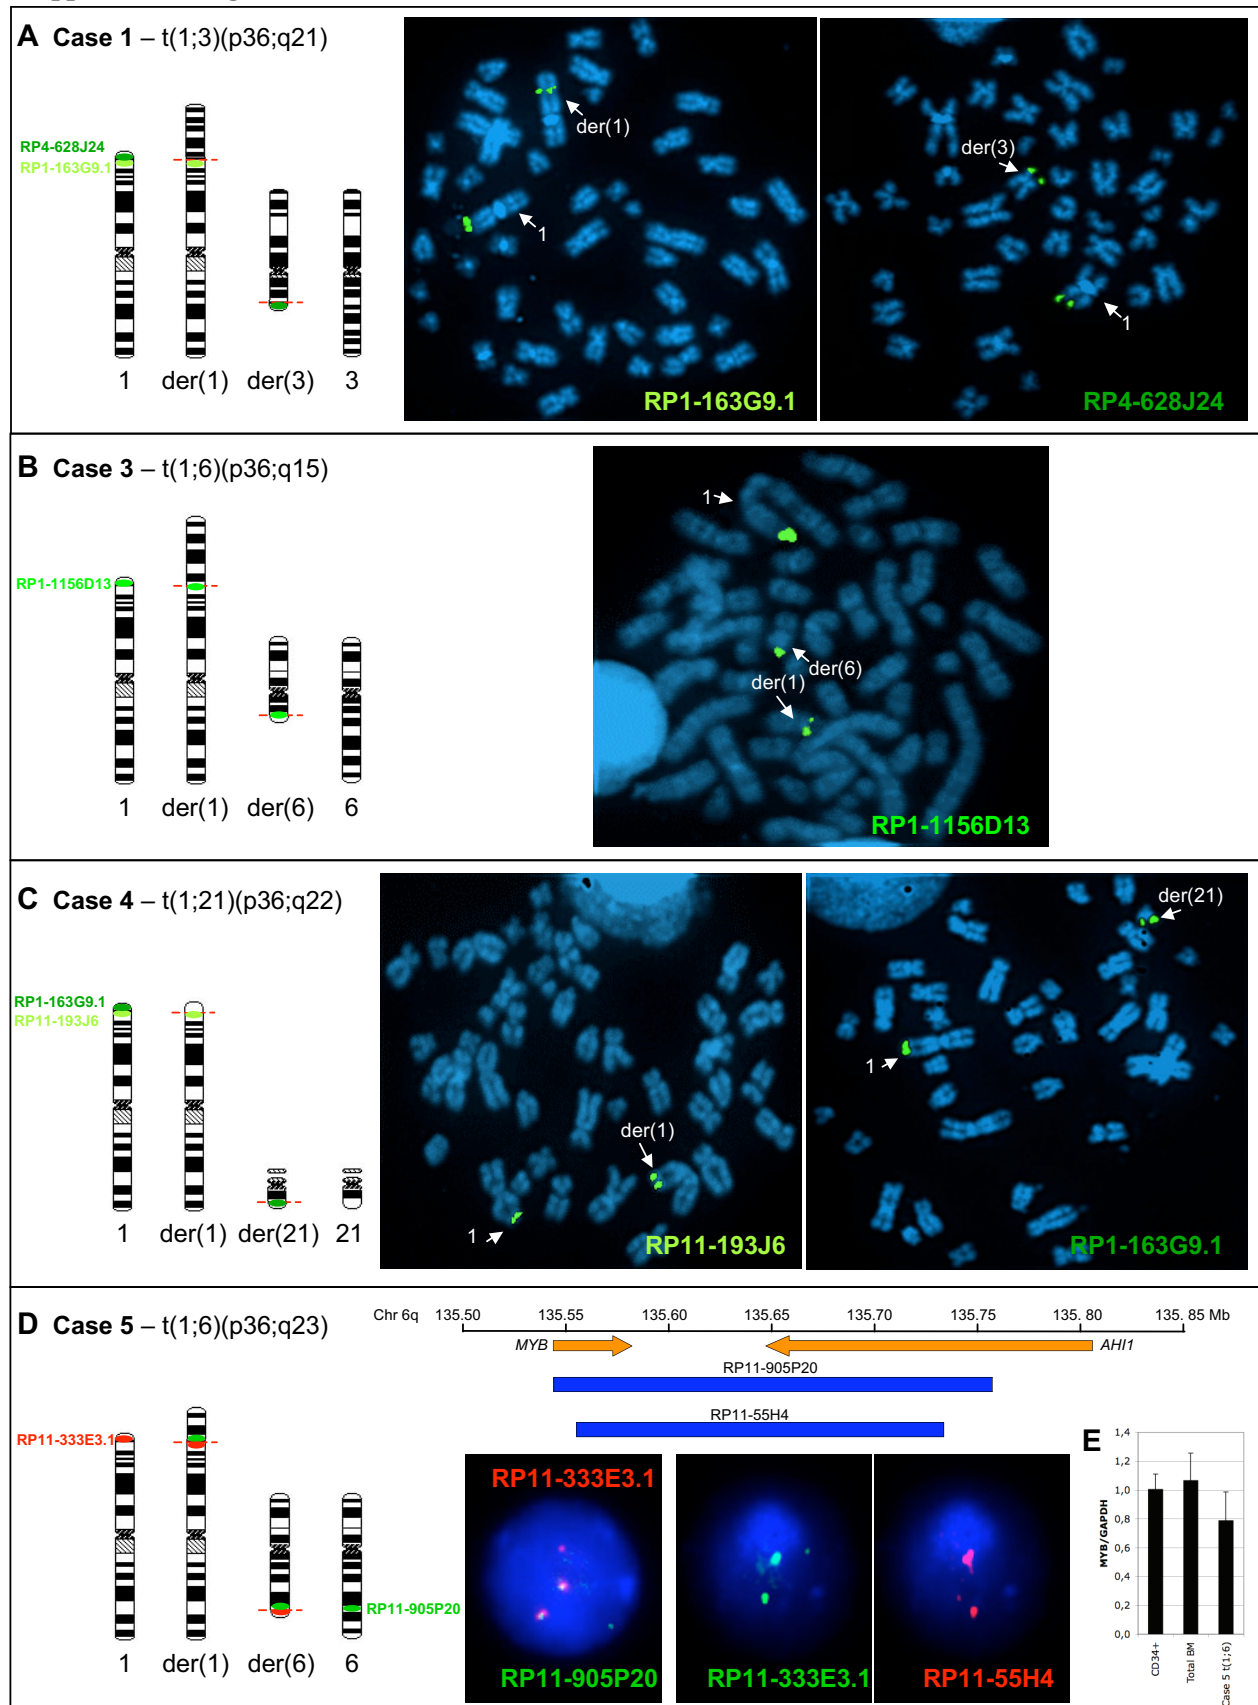 A Case 1 – t(1;3)(p36;q21)
RP4-628J24
RP1-163G9.1
1 der(1) der(3) 3
der(1)
1
RP1-163G9.1
der(3)
1
RP4-628J24
B Case 3 – t(1;6)(p36;q15)
RP1-1156D13
1 der(1) der(6) 6
1
der(6)
der(1)
RP1-1156D13
C Case 4 – t(1;21)(p36;q22)
RP1-163G9.1
RP11-193J6
1 der(1) der(21) 21
der(1)
1
RP11-193J6
der(21)
1
RP1-163G9.1
D Case 5 – t(1;6)(p36;q23)
Chr 6q 135.50 135.55 135.60 135.65 135.70 135.75 135.80 135. 85 Mb
MYB AHI1
RP11-905P20
RP11-55H4
RP11-333E3.1
RP11-905P20
1 der(1) der(6) 6
RP11-333E3.1
RP11-905P20
RP11-333E3.1
RP11-55H4
E
MYB/GAPDH
1,4
1,2
1,0
0,8
0,6
0,4
0,2
0,0
CD34+
Total BM
Case 5 t(1;6)